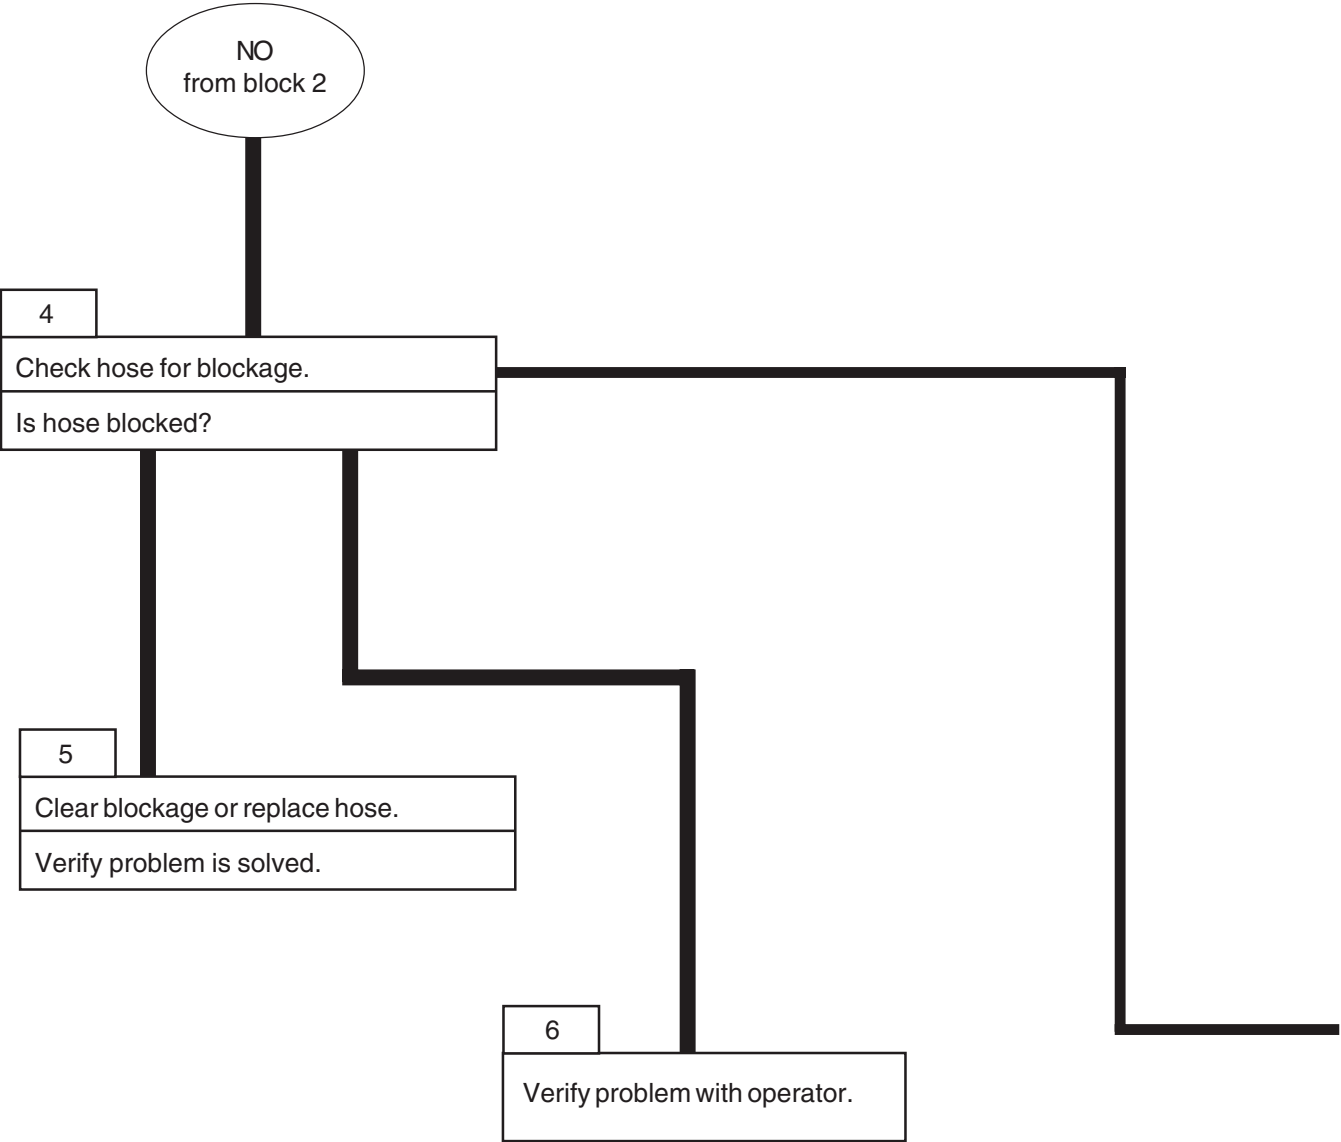 NO
from block 2
4
Check hose for blockage.
Is hose blocked?
5
Clear blockage or replace hose.
Verify problem is solved.
6
Verify problem with operator.